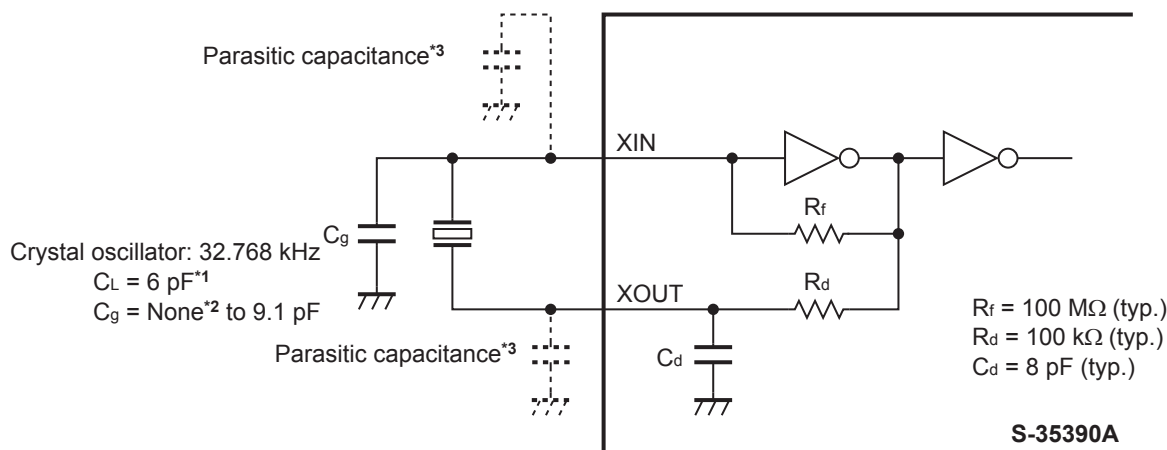 Parasitic capacitance*3
XIN
Rf
Cg
Crystal oscillator: 32.768 kHz
CL = 6 pF*1
Cg = None*2 to 9.1 pF
XOUT
Rd
Parasitic capacitance*3
Cd
Rf = 100 MΩ (typ.)
Rd = 100 kΩ (typ.)
Cd = 8 pF (typ.)
S-35390A